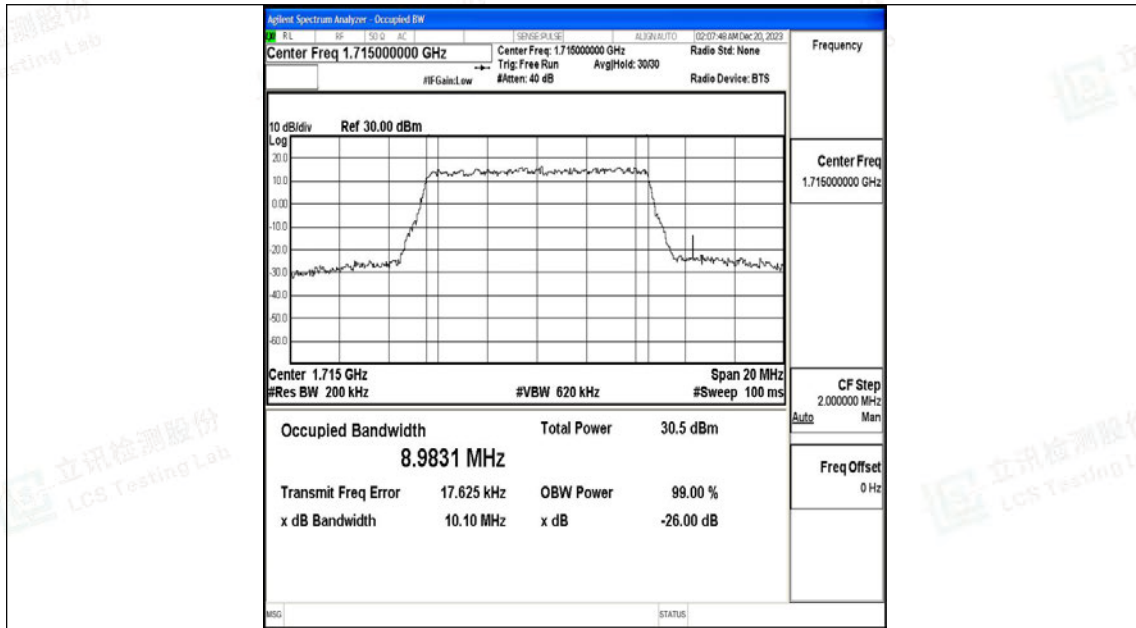 Agilent Spectrum Analyzer - Occupied BW
RL RF 50 Ω AC SENSE:PULSE ALIGNAUTO 02:07:48 AM Dec 20, 2023
Center Freq 1.715000000 GHz
Center Freq: 1.715000000 GHz
Radio Std: None
Trig: Free Run Avg|Hold: 30/30
#IFGain:Low
#Atten: 40 dB
Radio Device: BTS
10 dB/div Ref 30.00 dBm
Log
20.0
10.0
0.00
-10.0
-20.0
-30.0
-40.0
-50.0
-60.0
Center 1.715 GHz Span 20 MHz
#Res BW 200 kHz #VBW 620 kHz #Sweep 100 ms
Occupied Bandwidth Total Power 30.5 dBm
8.9831 MHz
Transmit Freq Error 17.625 kHz OBW Power 99.00 %
x dB Bandwidth 10.10 MHz x dB -26.00 dB
MSG STATUS
Frequency
Center Freq
1.715000000 GHz
CF Step
2.000000 MHz
Auto Man
Freq Offset
0 Hz
立讯检测股份
LCS Testing Lab